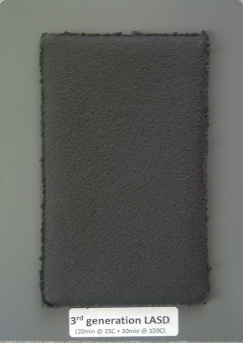 3rd generation LASD
(20min @ 25C + 30min @ 150C)